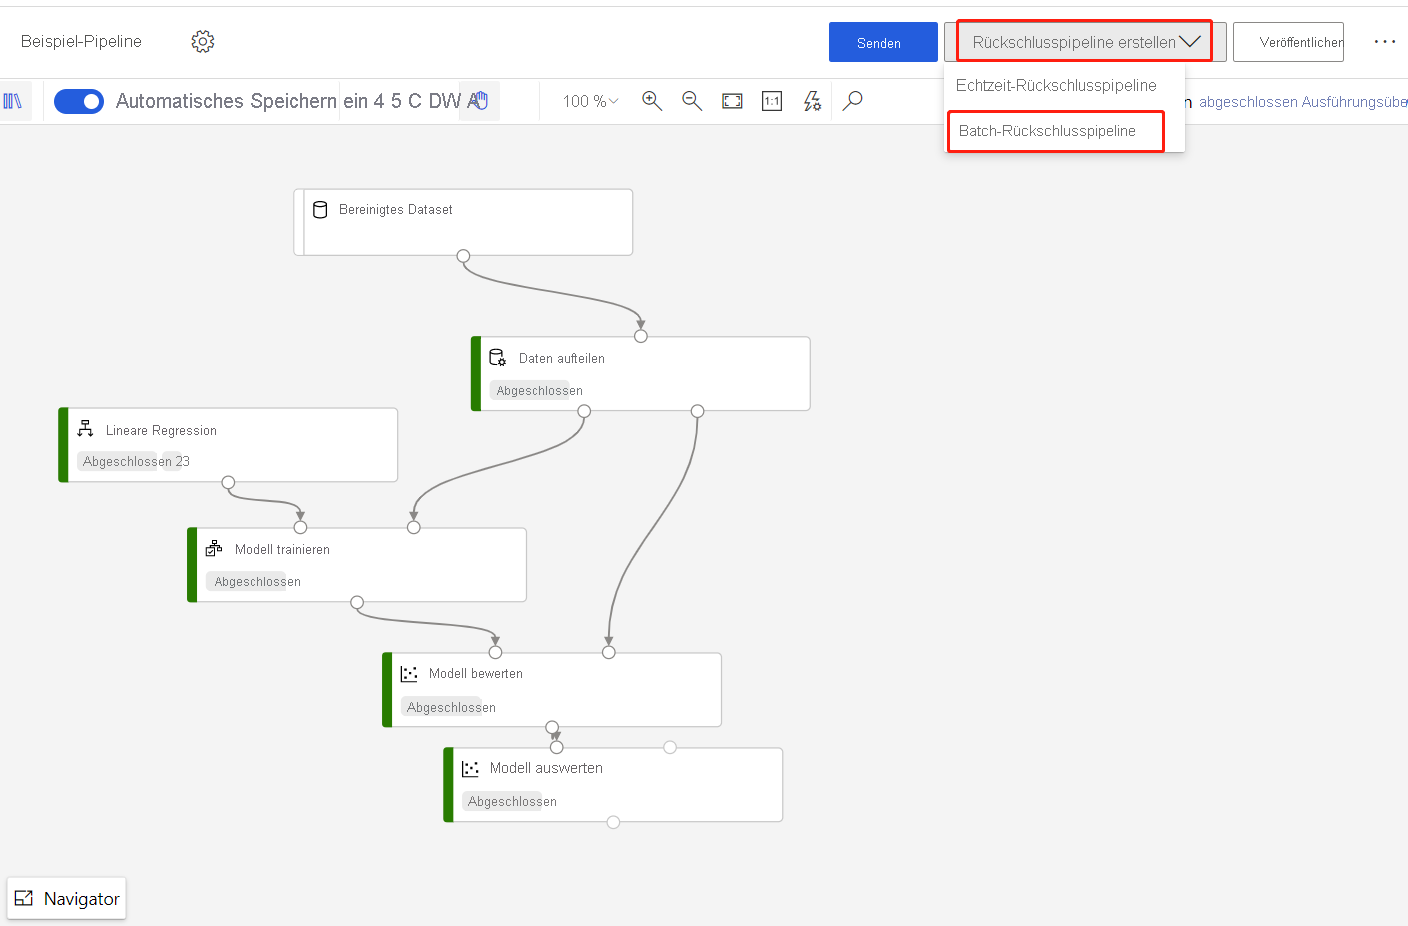 Beispiel-Pipeline
Senden
Rückschlusspipeline erstellen
Veröffentlichen
Automatisches Speichern ein 4 5 C DW A
100 %
1:1
Echtzeit-Rückschlusspipeline
Batch-Rückschlusspipeline
n abgeschlossen Ausführungsübe
Bereinigtes Dataset
Daten aufteilen
Abgeschlossen
Lineare Regression
Abgeschlossen 23
Modell trainieren
Abgeschlossen
Modell bewerten
Abgeschlossen
Modell auswerten
Abgeschlossen
Navigator